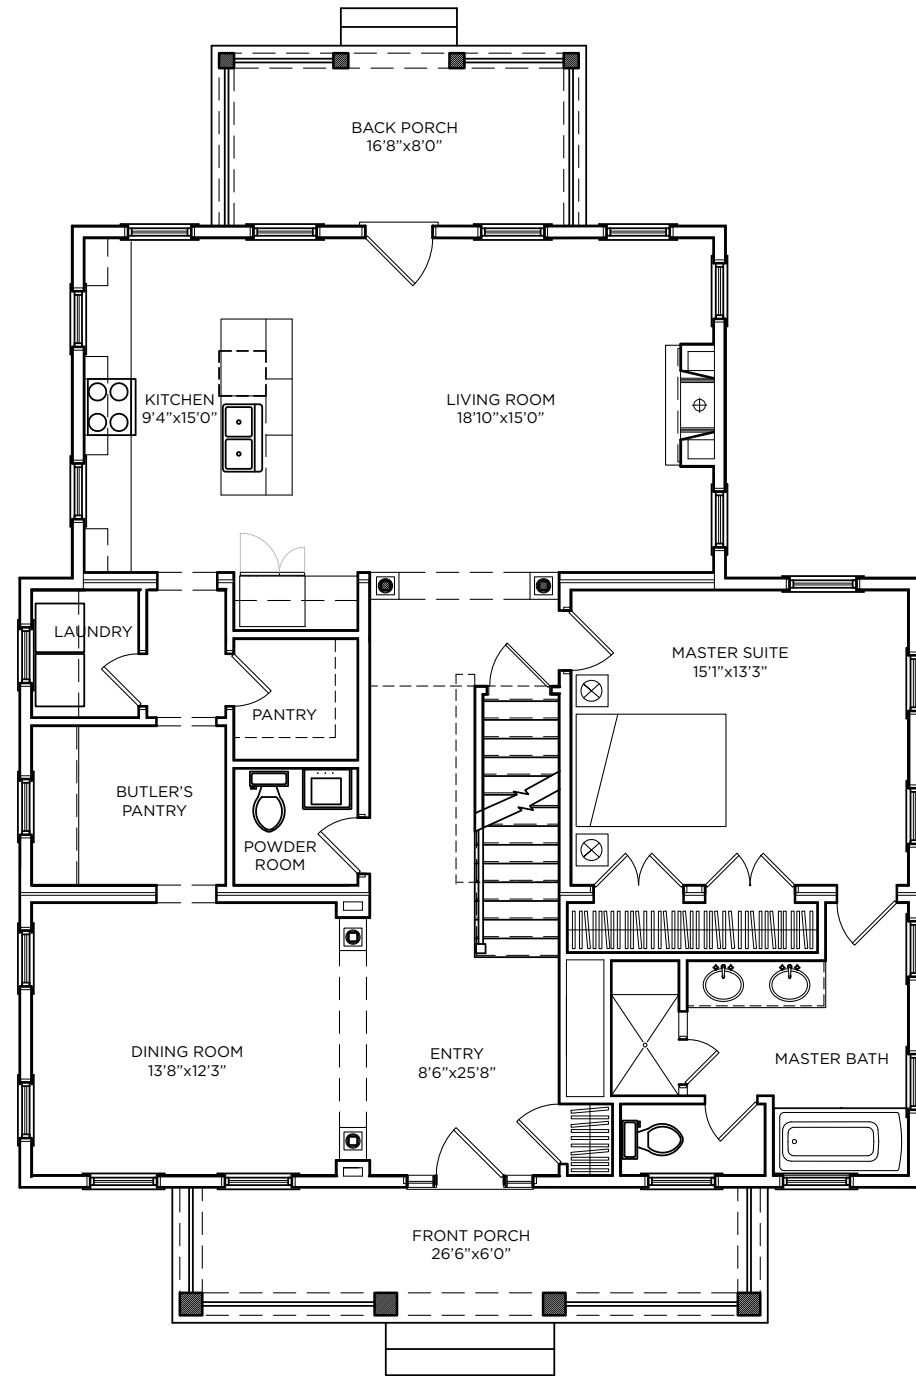 BACK PORCH
16’8”x8’0”
KITCHEN
9’4”x15’0”
LIVING ROOM
18’10”x15’0”
LAUNDRY
MASTER SUITE
15’1”x13’3”
PANTRY
BUTLER’S
PANTRY
POWDER
ROOM
DINING ROOM
13’8”x12’3”
ENTRY
8’6”x25’8”
MASTER BATH
FRONT PORCH
26’6”x6’0”